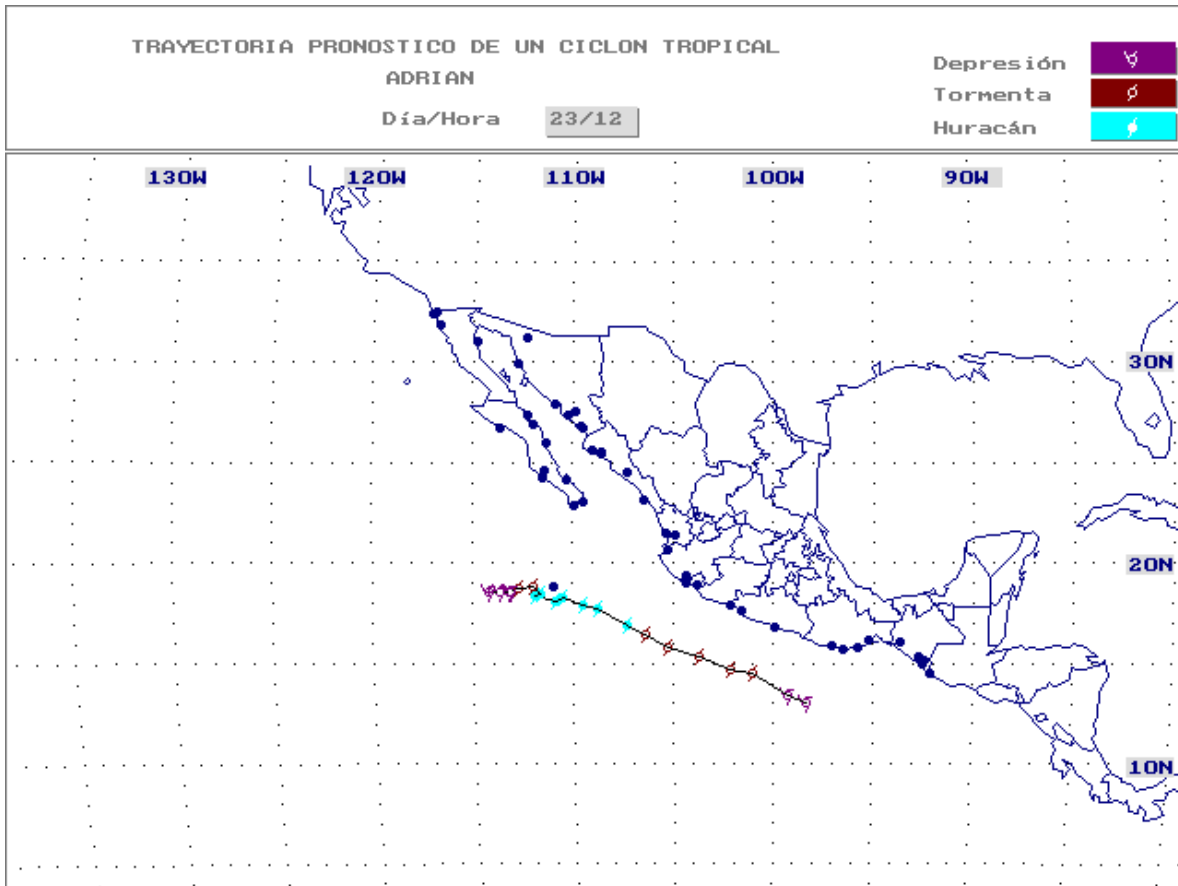 TRAYECTORIA PRONOSTICO DE UN CICLON TROPICAL
ADRIAN
Día/Hora 23/12
Depresión
Tormenta
Huracán
130W 120W 110W 100W 90W
30N
20N
10N